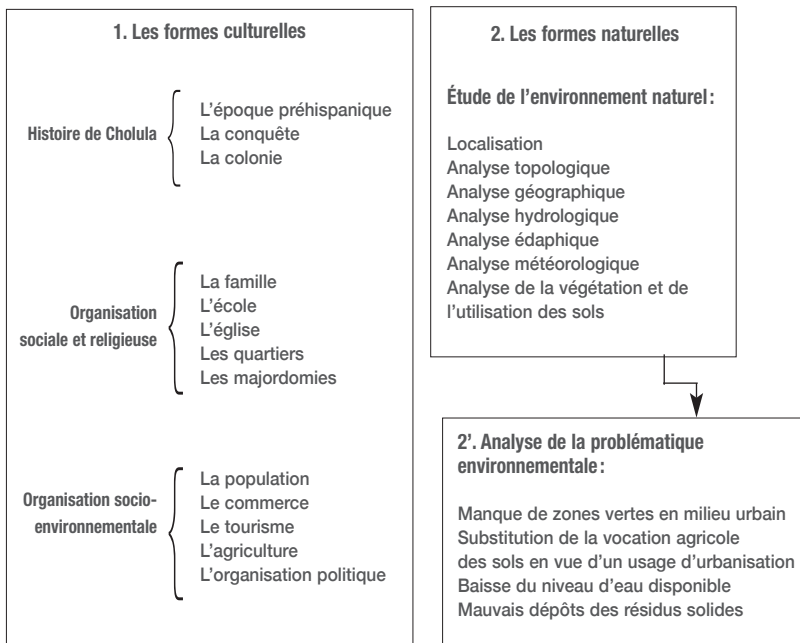 1. Les formes culturelles
Histoire de Cholula
L'époque préhispanique
La conquête
La colonie
Organisation
sociale et religieuse
La famille
L'école
L'église
Les quartiers
Les majordomies
Organisation socio-
environnementale
La population
Le commerce
Le tourisme
L'agriculture
L'organisation politique
2. Les formes naturelles
Étude de l'environnement naturel :
Localisation
Analyse topologique
Analyse géographique
Analyse hydrologique
Analyse édaphique
Analyse météorologique
Analyse de la végétation et de
l'utilisation des sols
2'. Analyse de la problématique
environnementale :
Manque de zones vertes en milieu urbain
Substitution de la vocation agricole
des sols en vue d'un usage d'urbanisation
Baisse du niveau d'eau disponible
Mauvais dépôts des résidus solides